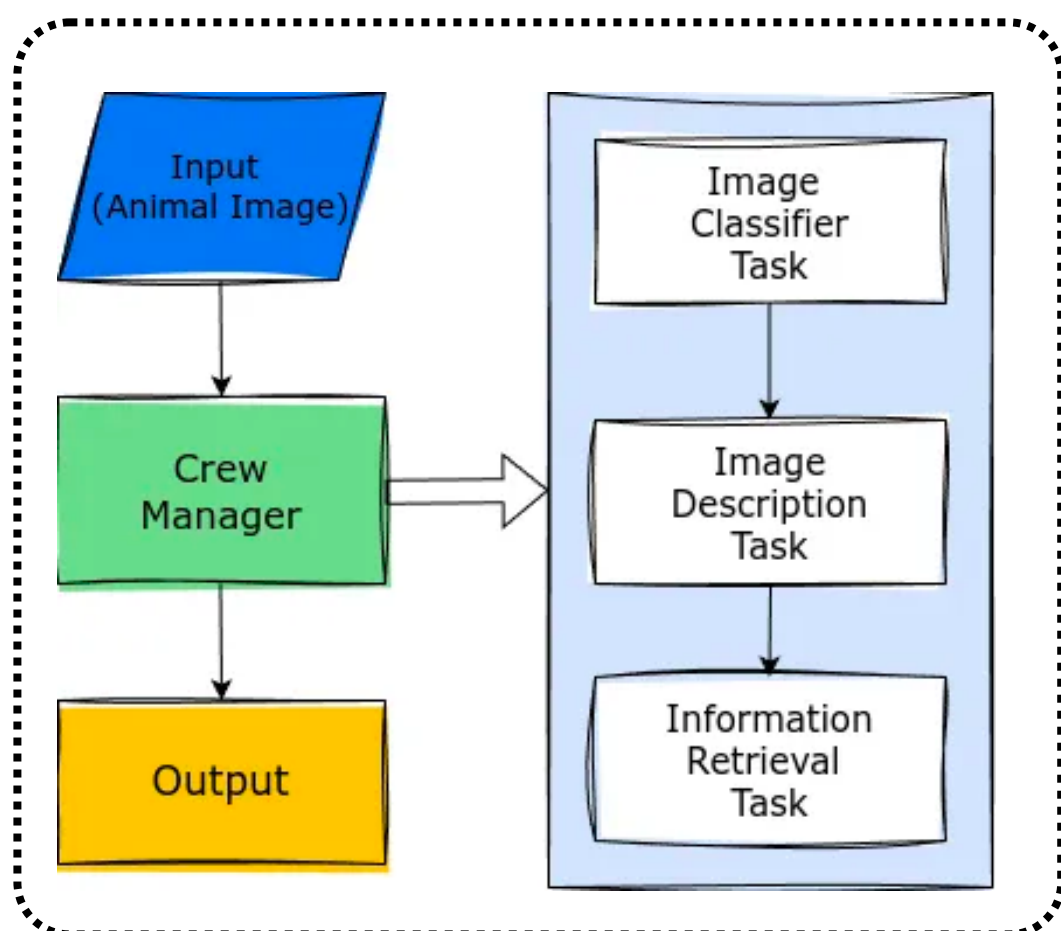 Input
(Animal Image)
Crew
Manager
Output
Image
Classifier
Task
Image
Description
Task
Information
Retrieval
Task